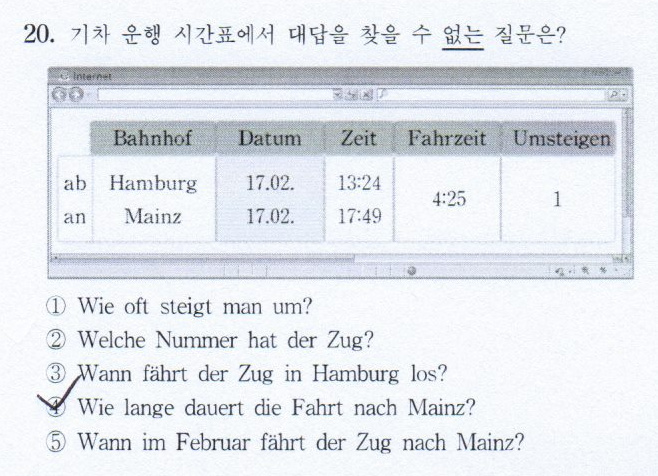 20. 기차 운행 시간표에서 대답을 찾을 수 없는 질문은?
Internet
Bahnhof Datum Zeit Fahrzeit Umsteigen
ab Hamburg 17.02. 13:24
4:25 1
an Mainz 17.02. 17:49
① Wie oft steigt man um?
② Welche Nummer hat der Zug?
③ Wann fährt der Zug in Hamburg los?
④ Wie lange dauert die Fahrt nach Mainz?
⑤ Wann im Februar fährt der Zug nach Mainz?